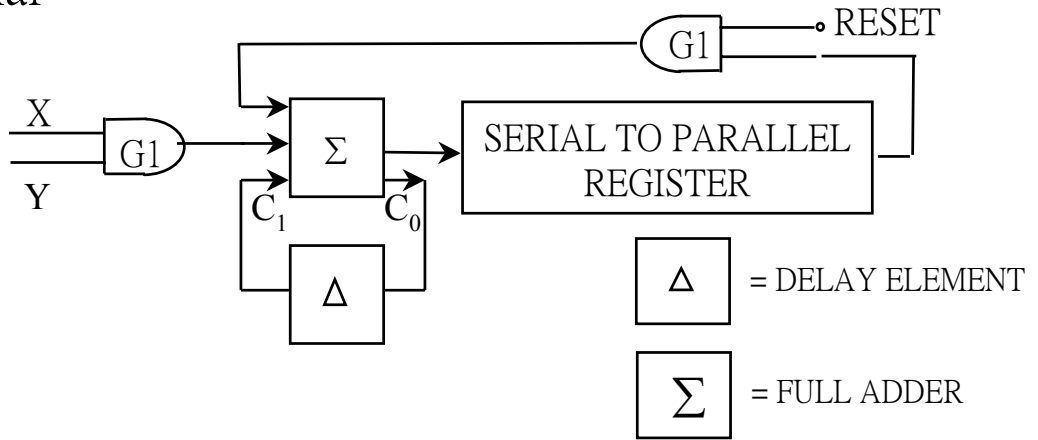 RESET
G1
X
G1
Σ
SERIAL TO PARALLEL
REGISTER
Y
C₁
C₀
Δ
Δ = DELAY ELEMENT
Σ = FULL ADDER